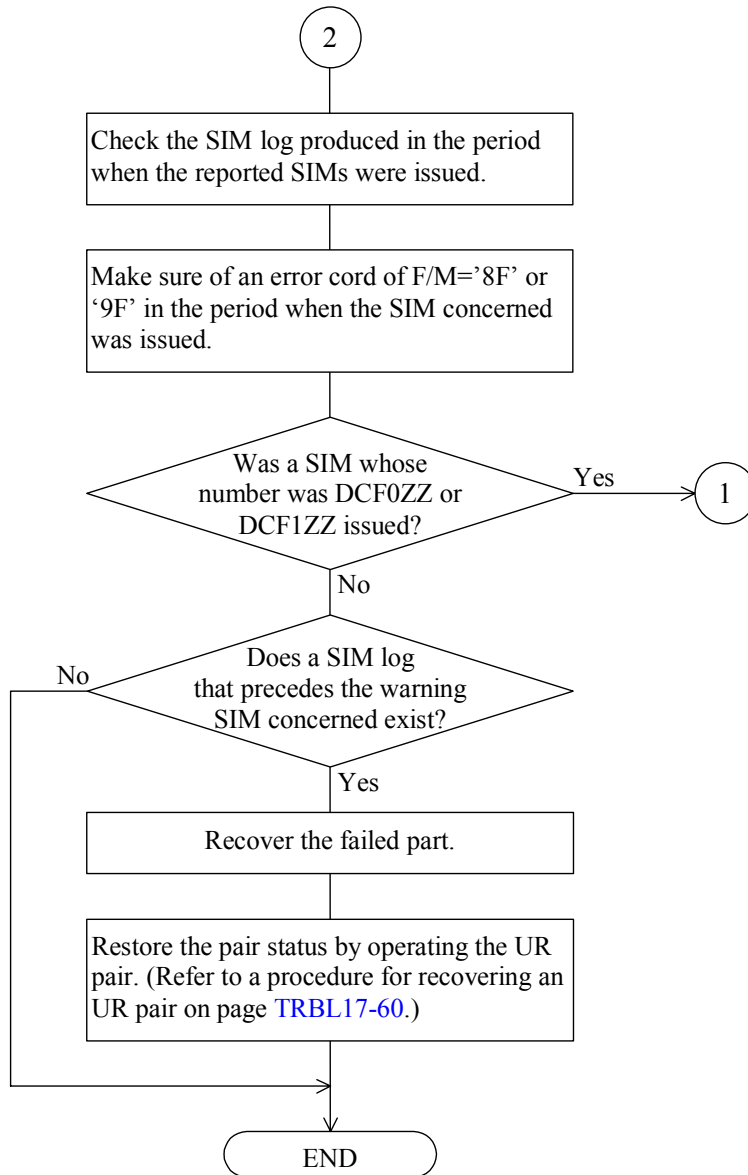 2
Check the SIM log produced in the period
when the reported SIMs were issued.
Make sure of an error cord of F/M=’8F’ or
‘9F’ in the period when the SIM concerned
was issued.
Was a SIM whose
number was DCF0ZZ or
DCF1ZZ issued?
Yes
1
No
Does a SIM log
that precedes the warning
SIM concerned exist?
No
Yes
Recover the failed part.
Restore the pair status by operating the UR
pair. (Refer to a procedure for recovering an
UR pair on page TRBL17-60.)
END